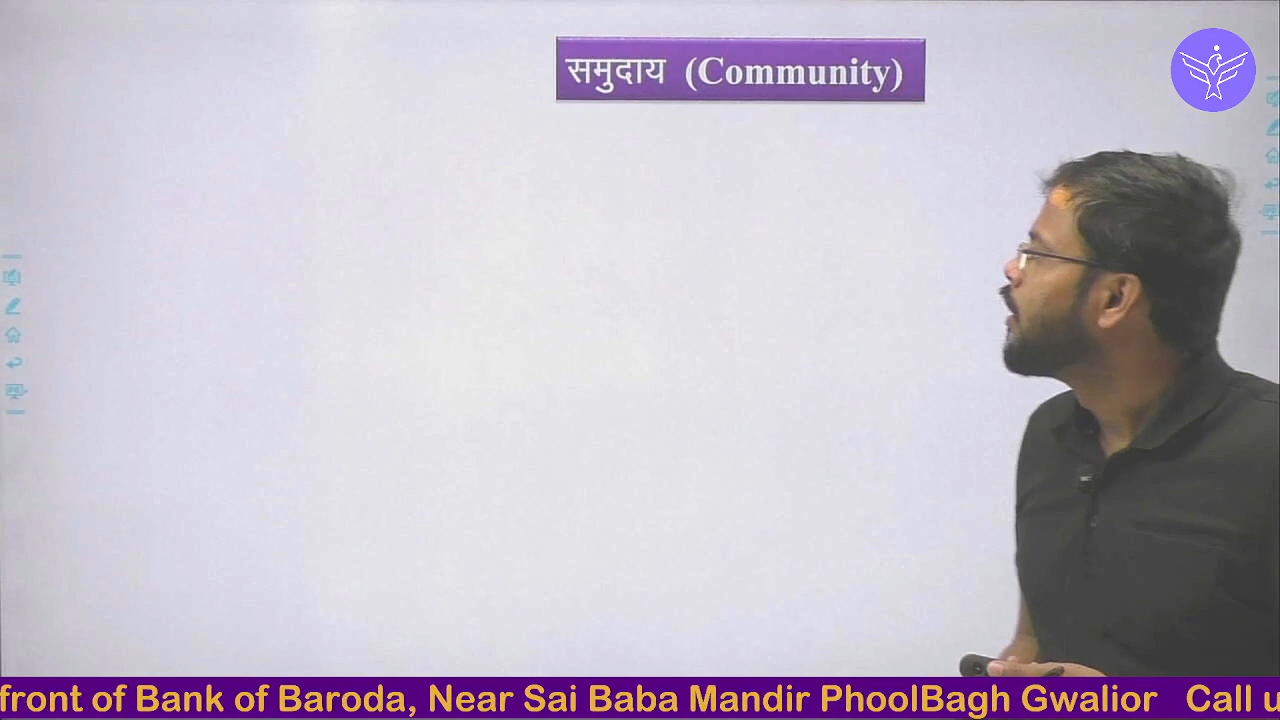 समुदाय (Community)
front of Bank of Baroda, Near Sai Baba Mandir PhoolBagh Gwalior Call u